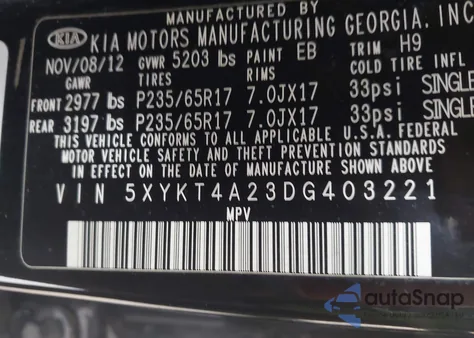 MANUFACTURED BY
KIA KIA MOTORS MANUFACTURING GEORGIA, INC
NOV/08/12 GVWR 5203 lbs PAINT EB TRIM H9
GAWR TIRES RIMS COLD TIRE INFL
FRONT 2977 lbs P235/65R17 7.0JX17 33psi SINGLE
REAR 3197 lbs P235/65R17 7.0JX17 33psi SINGLE
THIS VEHICLE CONFORMS TO ALL APPLICABLE U.S.A. FEDERAL
MOTOR VEHICLE SAFETY AND THEFT PREVENTION STANDARDS
IN EFFECT ON THE DATE OF MANUFACTURE SHOWN ABOVE.
VIN 5XYKT4A23DG403221
MPV
autoSnap